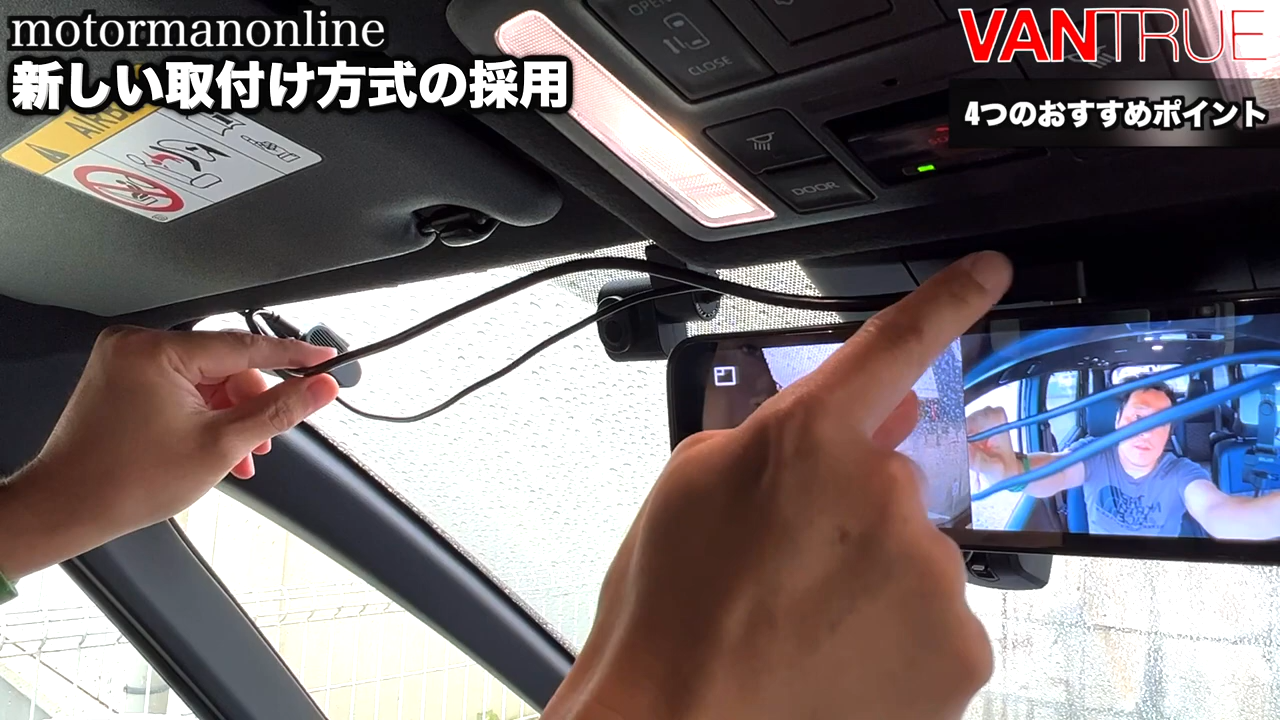 motormanonline
新しい取付け方式の採用
VANTRUE
4つのおすすめポイント
OPEN
CLOSE
DOOR